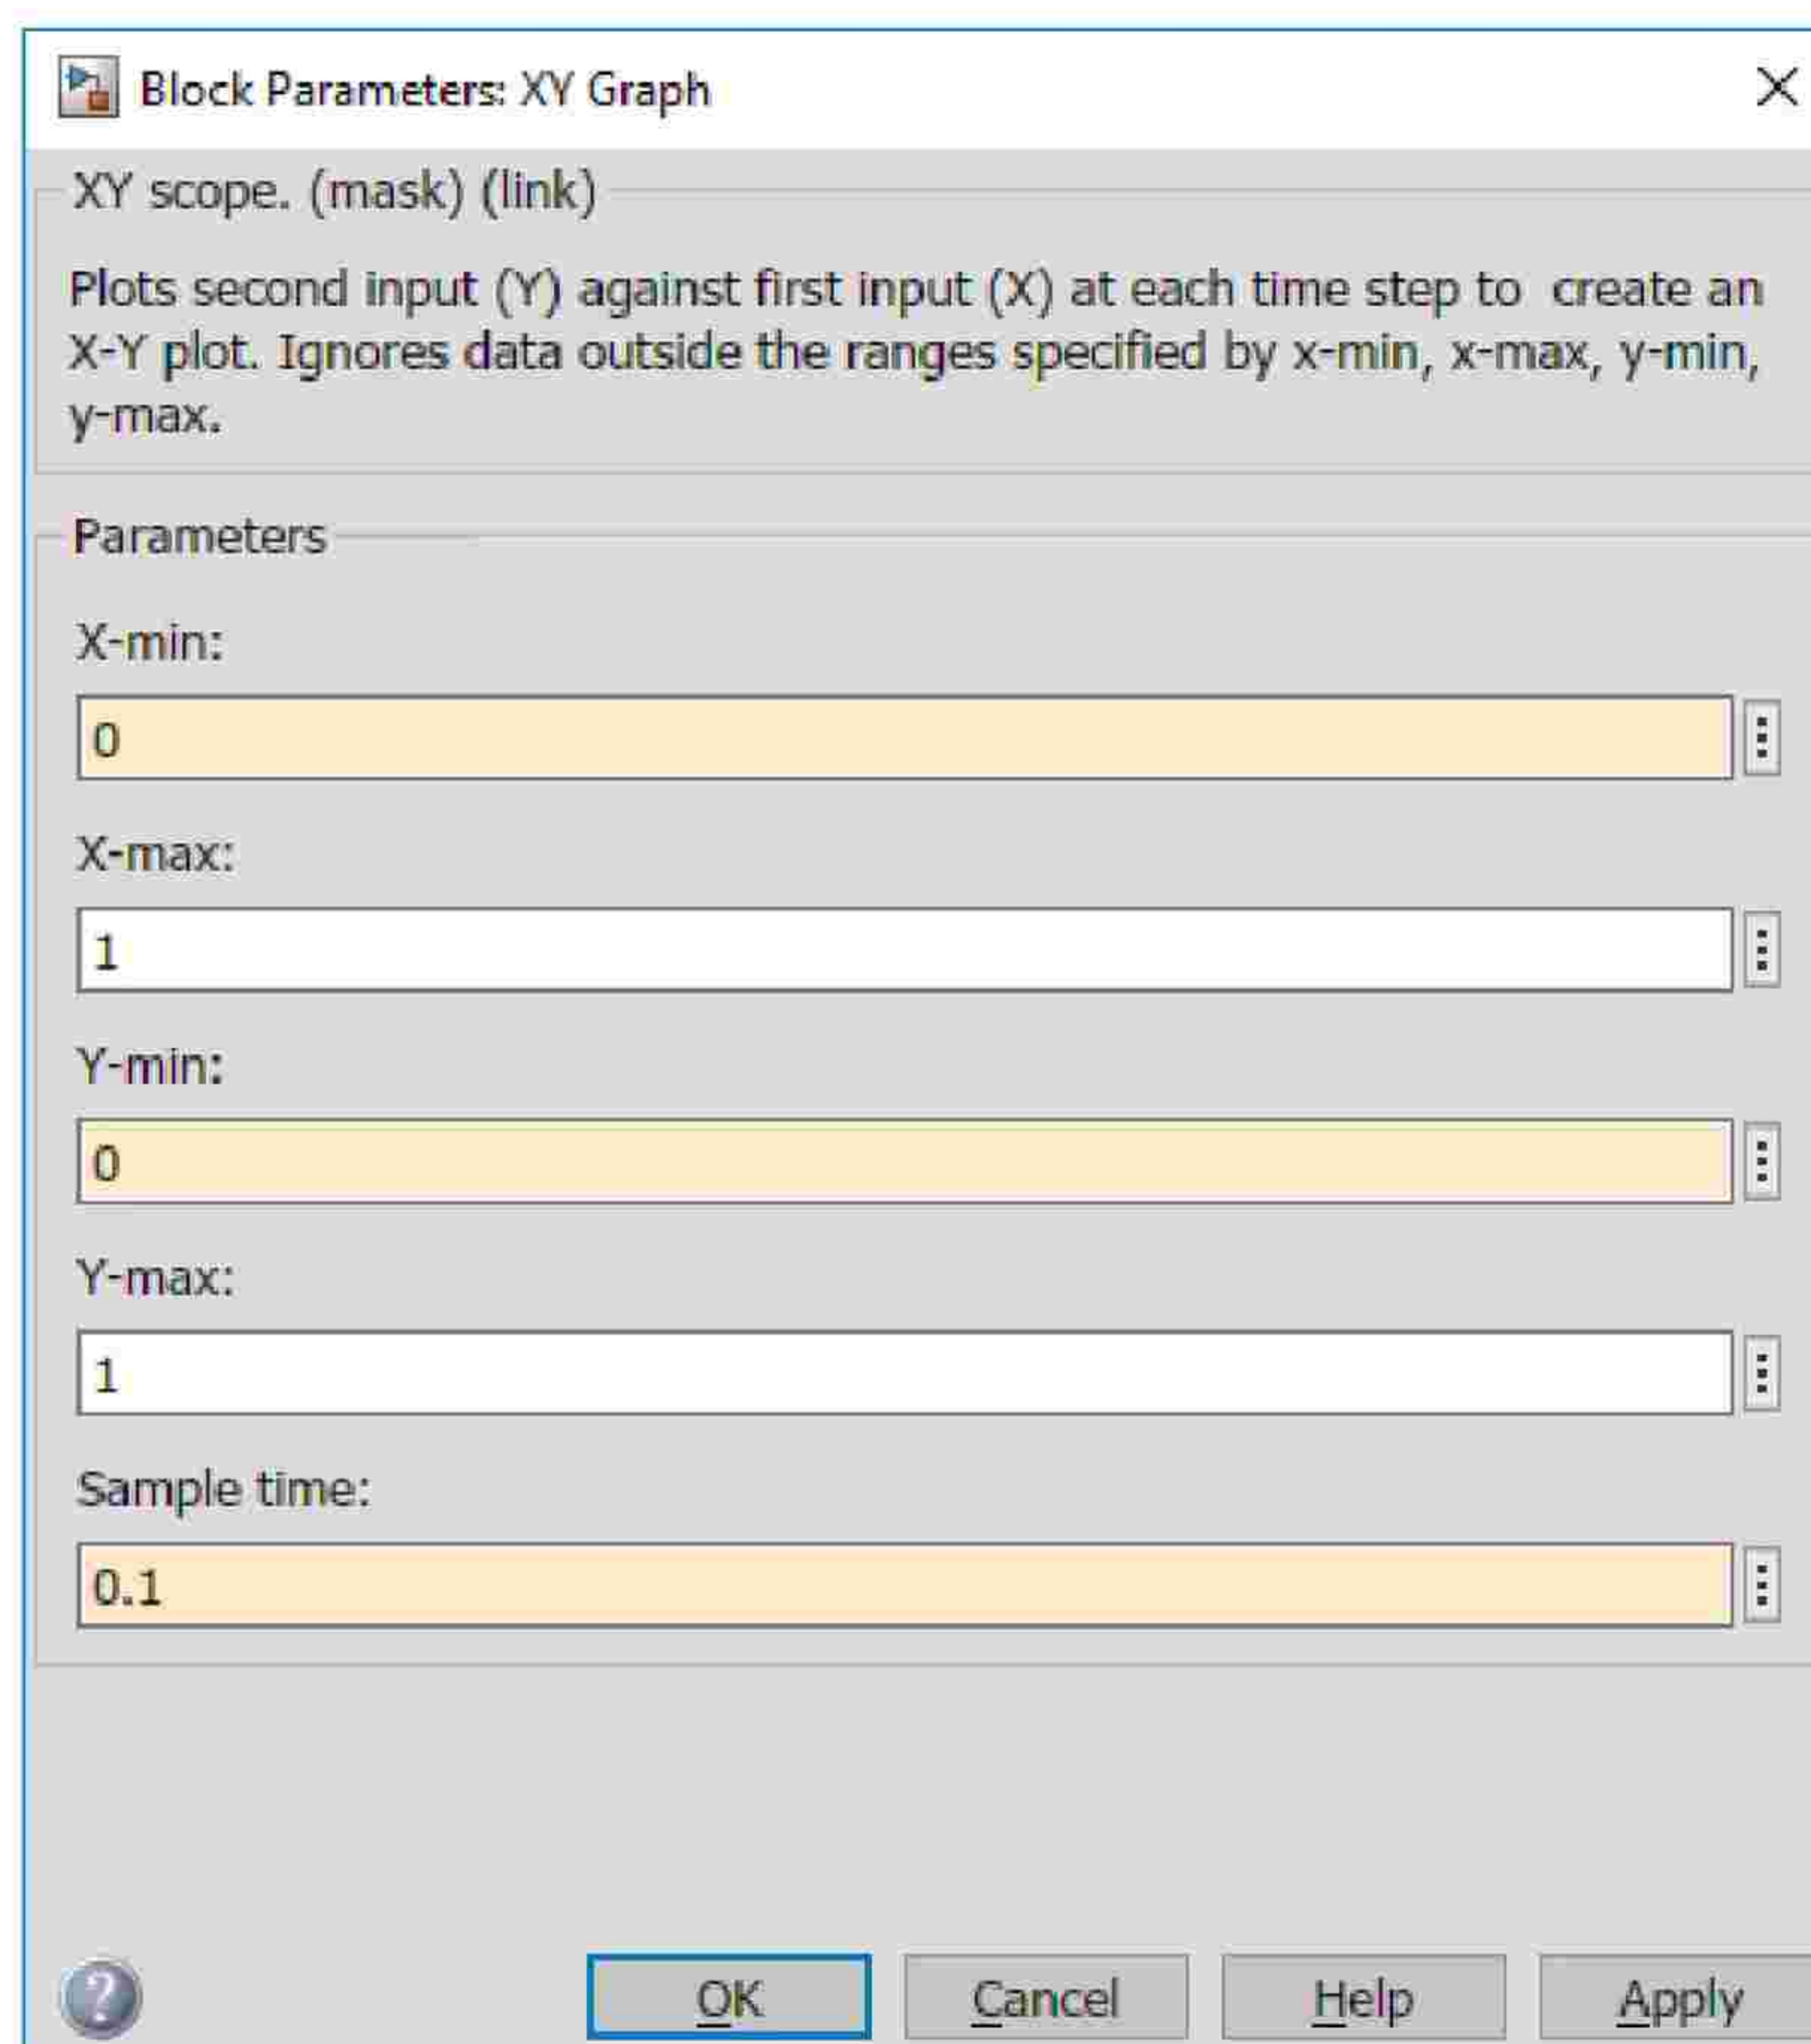 Block Parameters: XY Graph
XY scope. (mask) (link)
Plots second input (Y) against first input (X) at each time step to  create an
X-Y plot. Ignores data outside the ranges specified by x-min, x-max, y-min,
y-max.
Parameters
X-min:
0
X-max:
1
Y-min:
0
Y-max:
1
Sample time:
0.1
? OK Cancel Help Apply